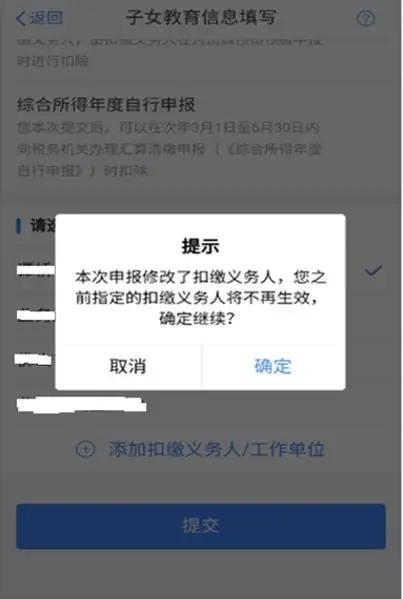 返回
子女教育信息填写
时进行扣除
综合所得年度自行申报
您本次提交后，可以在次年3月1日至6月30日内
向税务机关办理汇算清缴申报（《综合所得年度
自行申报》）时扣除
请选
提示
本次申报修改了扣缴义务人，您之
前指定的扣缴义务人将不再生效，
确定继续？
取消
确定
添加扣缴义务人/工作单位
提交